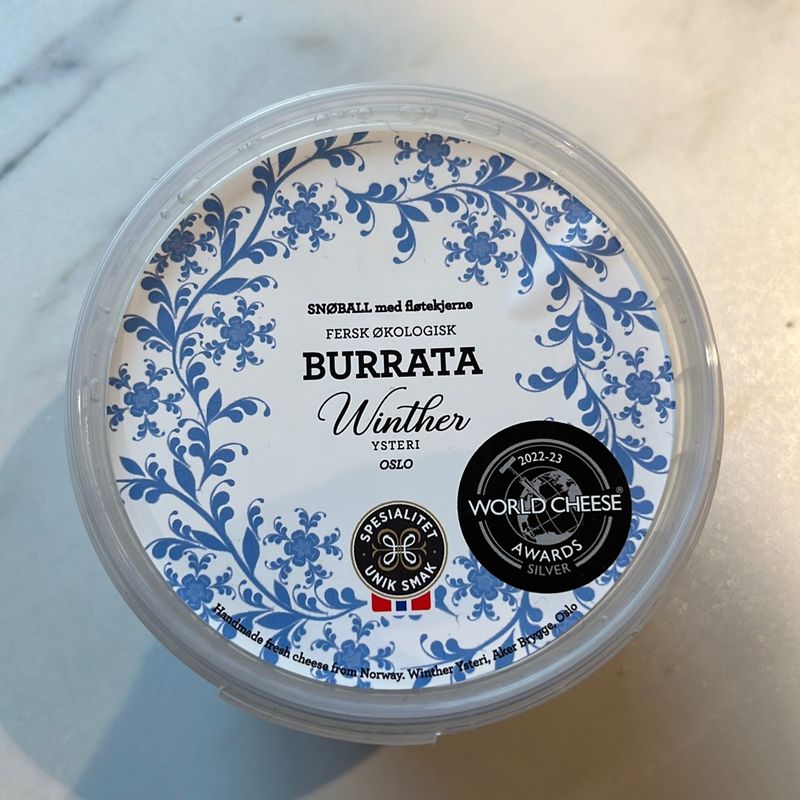 SNØBALL med fløtekjerne
FERSK ØKOLOGISK
BURRATA
Winther
YSTERI
OSLO
SPESIALITET
UNIK SMAK
2022-23
WORLD CHEESE®
AWARDS
SILVER
Handmade fresh cheese from Norway. Winther Ysteri, Aker Brygge, Oslo